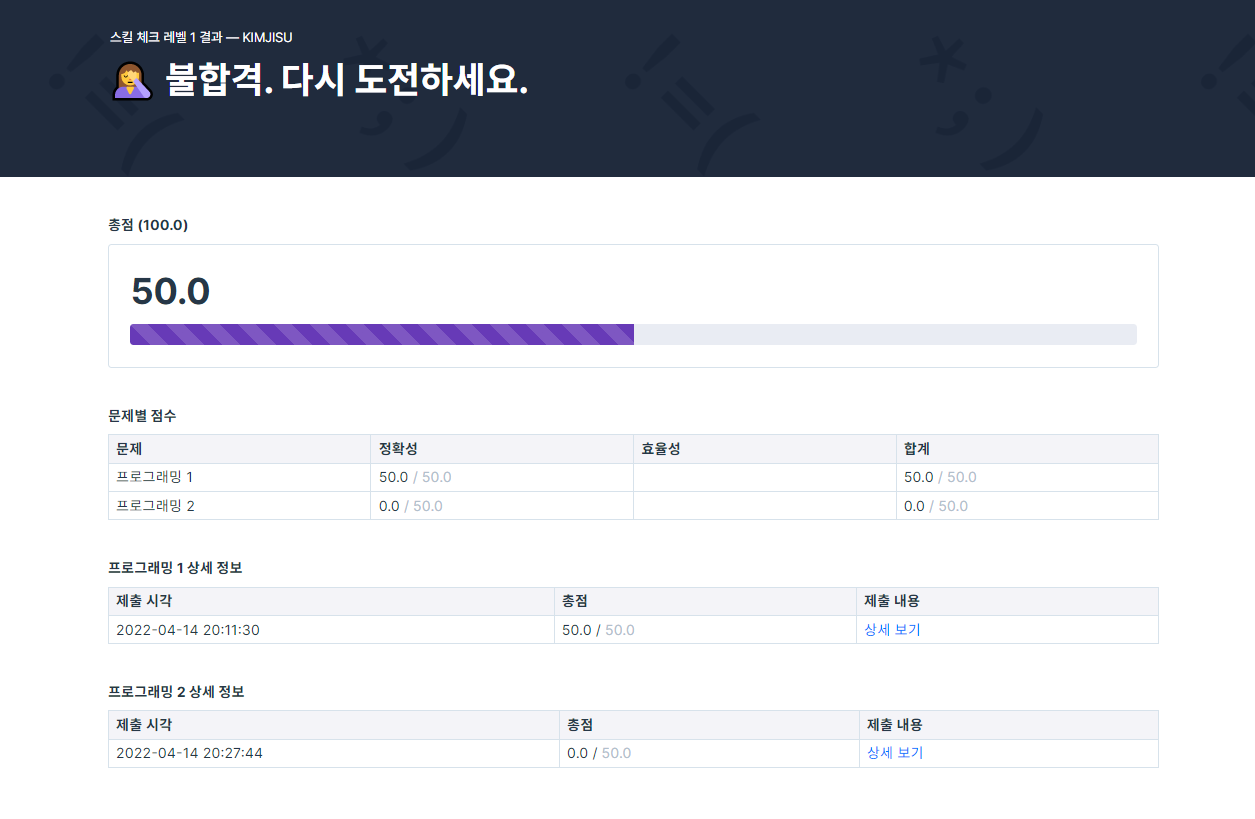 스킬 체크 레벨 1 결과 — KIMJISU
불합격. 다시 도전하세요.
총점 (100.0)
50.0
문제별 점수
문제 정확성 효율성 합계
프로그래밍 1 50.0 / 50.0 50.0 / 50.0
프로그래밍 2 0.0 / 50.0 0.0 / 50.0
프로그래밍 1 상세 정보
제출 시각 총점 제출 내용
2022-04-14 20:11:30 50.0 / 50.0 상세 보기
프로그래밍 2 상세 정보
제출 시각 총점 제출 내용
2022-04-14 20:27:44 0.0 / 50.0 상세 보기